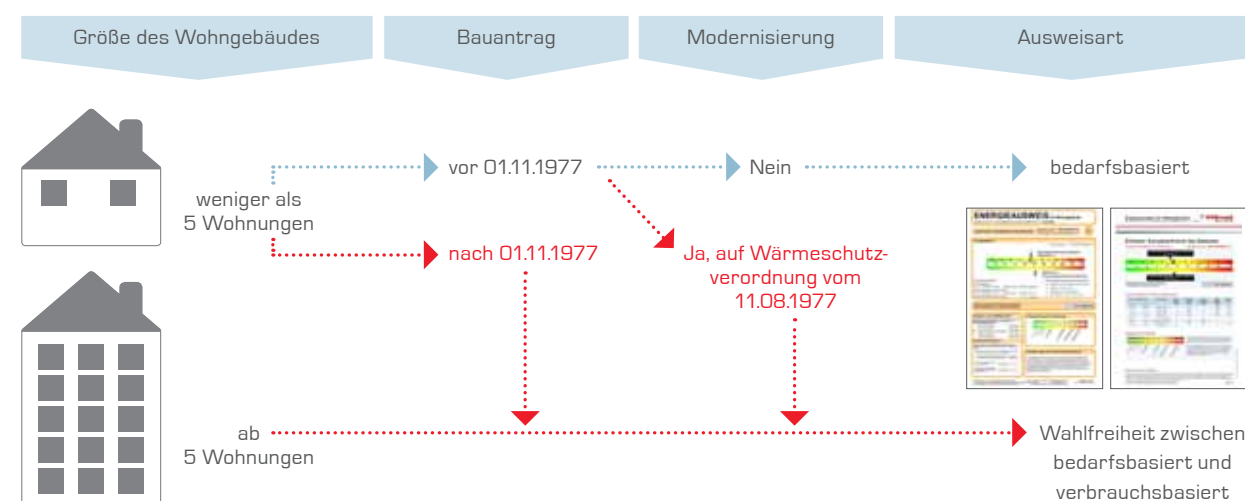 Größe des Wohngebäudes
Bauantrag
Modernisierung
Ausweisart
weniger als
5 Wohnungen
vor 01.11.1977
Nein
bedarfsbasiert
nach 01.11.1977
Ja, auf Wärmeschutz-
verordnung vom
11.08.1977
ENERGIEAUSWEIS
ab
5 Wohnungen
Wahlfreiheit zwischen
bedarfsbasiert und
verbrauchsbasiert